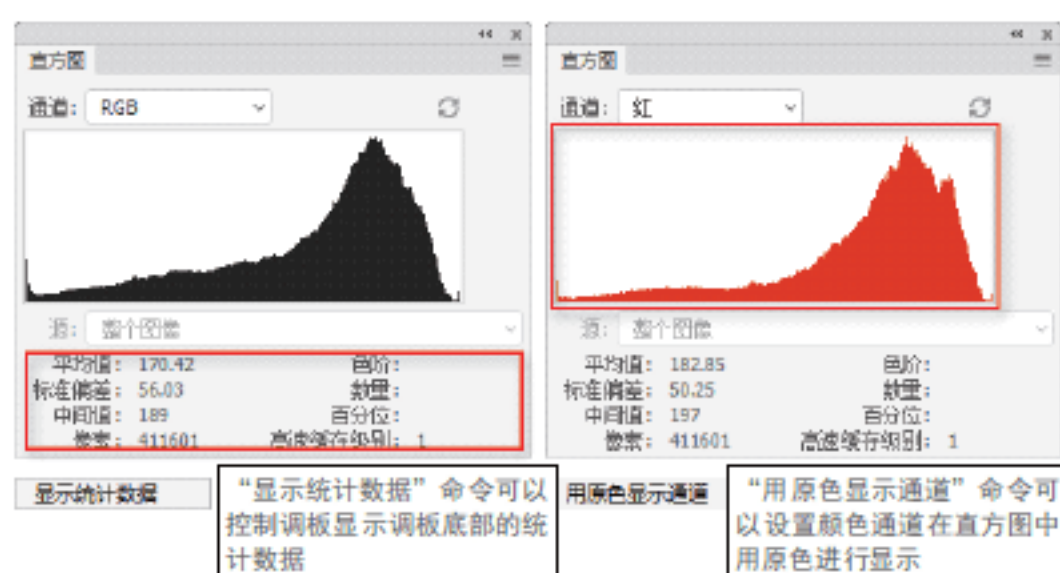 直方图
通道: RGB
源: 整个图像
平均值: 170.42 色阶:
标准偏差: 56.03 数量:
中间值: 189 百分位:
像素: 411601 高速缓存级别: 1
显示统计数据
“显示统计数据”命令可以
控制调板显示调板底部的统
计数据
直方图
通道: 红
源: 整个图像
平均值: 182.85 色阶:
标准偏差: 50.25 数量:
中间值: 197 百分位:
像素: 411601 高速缓存级别: 1
用原色显示通道
“用原色显示通道”命令可
以设置颜色通道在直方图中
用原色进行显示